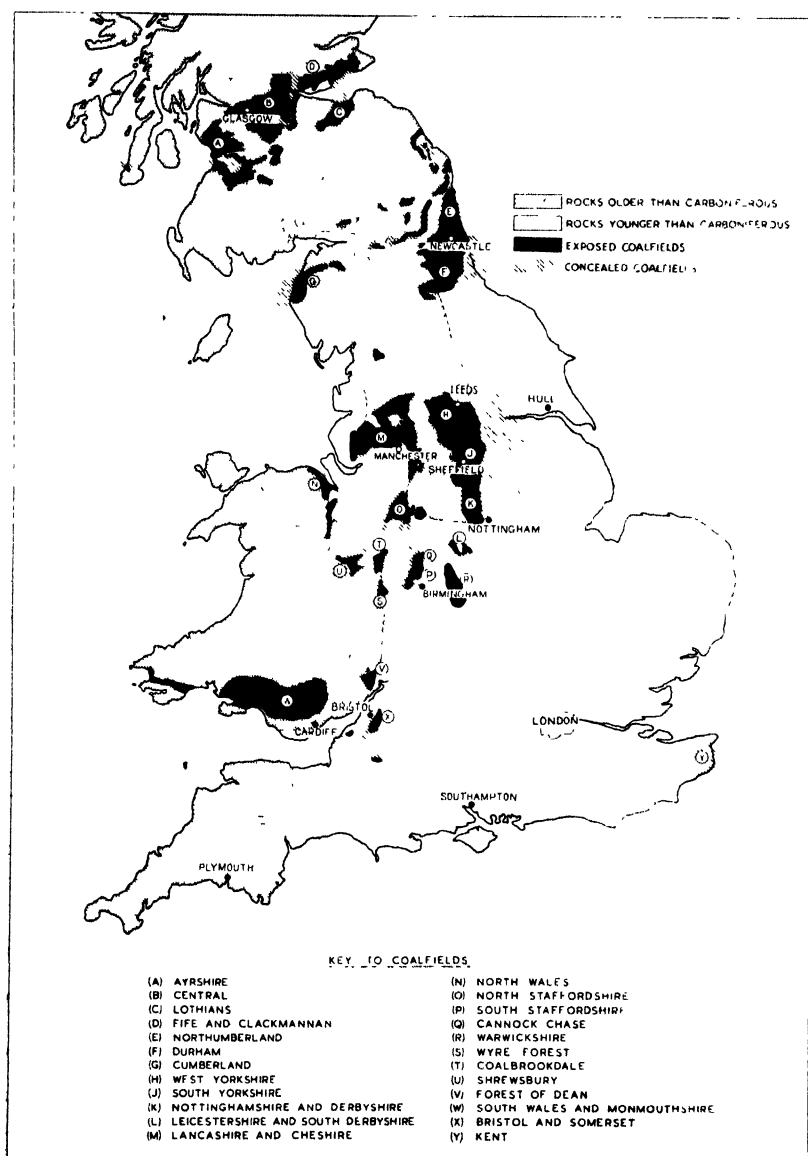 (D)
(B)
GLASGOW
(C)
(A)
(E)
ROCKS OLDER THAN CARBONIFEROUS
ROCKS YOUNGER THAN CARBONIFEROUS
NEWCASTLE
EXPOSED COALFIELDS
(F)
CONCEALED COALFIELDS
(G)
LEEDS
HULL
(H)
(M)
MANCHESTER
(J)
SHEFFIELD
(N)
(K)
(O)
NOTTINGHAM
(T)
(L)
(Q)
(U)
(P)
(R)
BIRMINGHAM
(S)
(V)
(A)
BRISTOL
(X)
CARDIFF
LONDON
(Y)
SOUTHAMPTON
PLYMOUTH
KEY TO COALFIELDS
(A) AYRSHIRE
(B) CENTRAL
(C) LOTHIANS
(D) FIFE AND CLACKMANNAN
(E) NORTHUMBERLAND
(F) DURHAM
(G) CUMBERLAND
(H) WEST YORKSHIRE
(J) SOUTH YORKSHIRE
(K) NOTTINGHAMSHIRE AND DERBYSHIRE
(L) LEICESTERSHIRE AND SOUTH DERBYSHIRE
(M) LANCASHIRE AND CHESHIRE
(N) NORTH WALES
(O) NORTH STAFFORDSHIRE
(P) SOUTH STAFFORDSHIRE
(Q) CANNOCK CHASE
(R) WARWICKSHIRE
(S) WYRE FOREST
(T) COALBROOKDALE
(U) SHREWSBURY
(V) FOREST OF DEAN
(W) SOUTH WALES AND MONMOUTHSHIRE
(X) BRISTOL AND SOMERSET
(Y) KENT